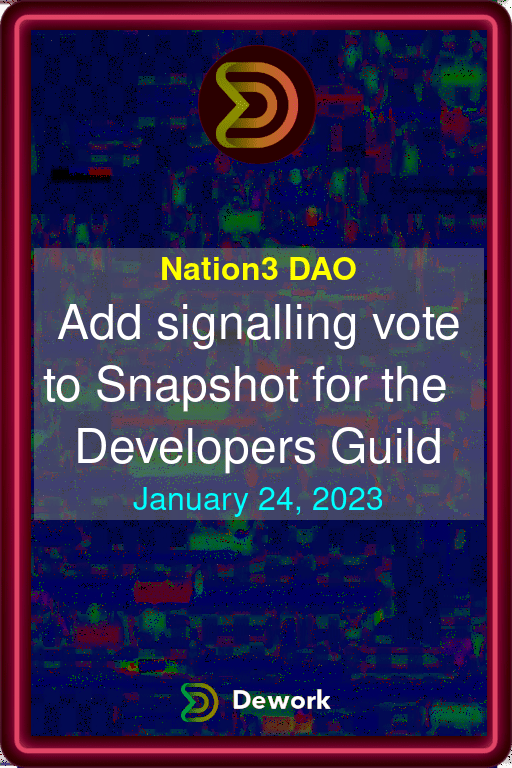 Nation3 DAO
Add signalling vote
to Snapshot for the
Developers Guild
January 24, 2023
Dework